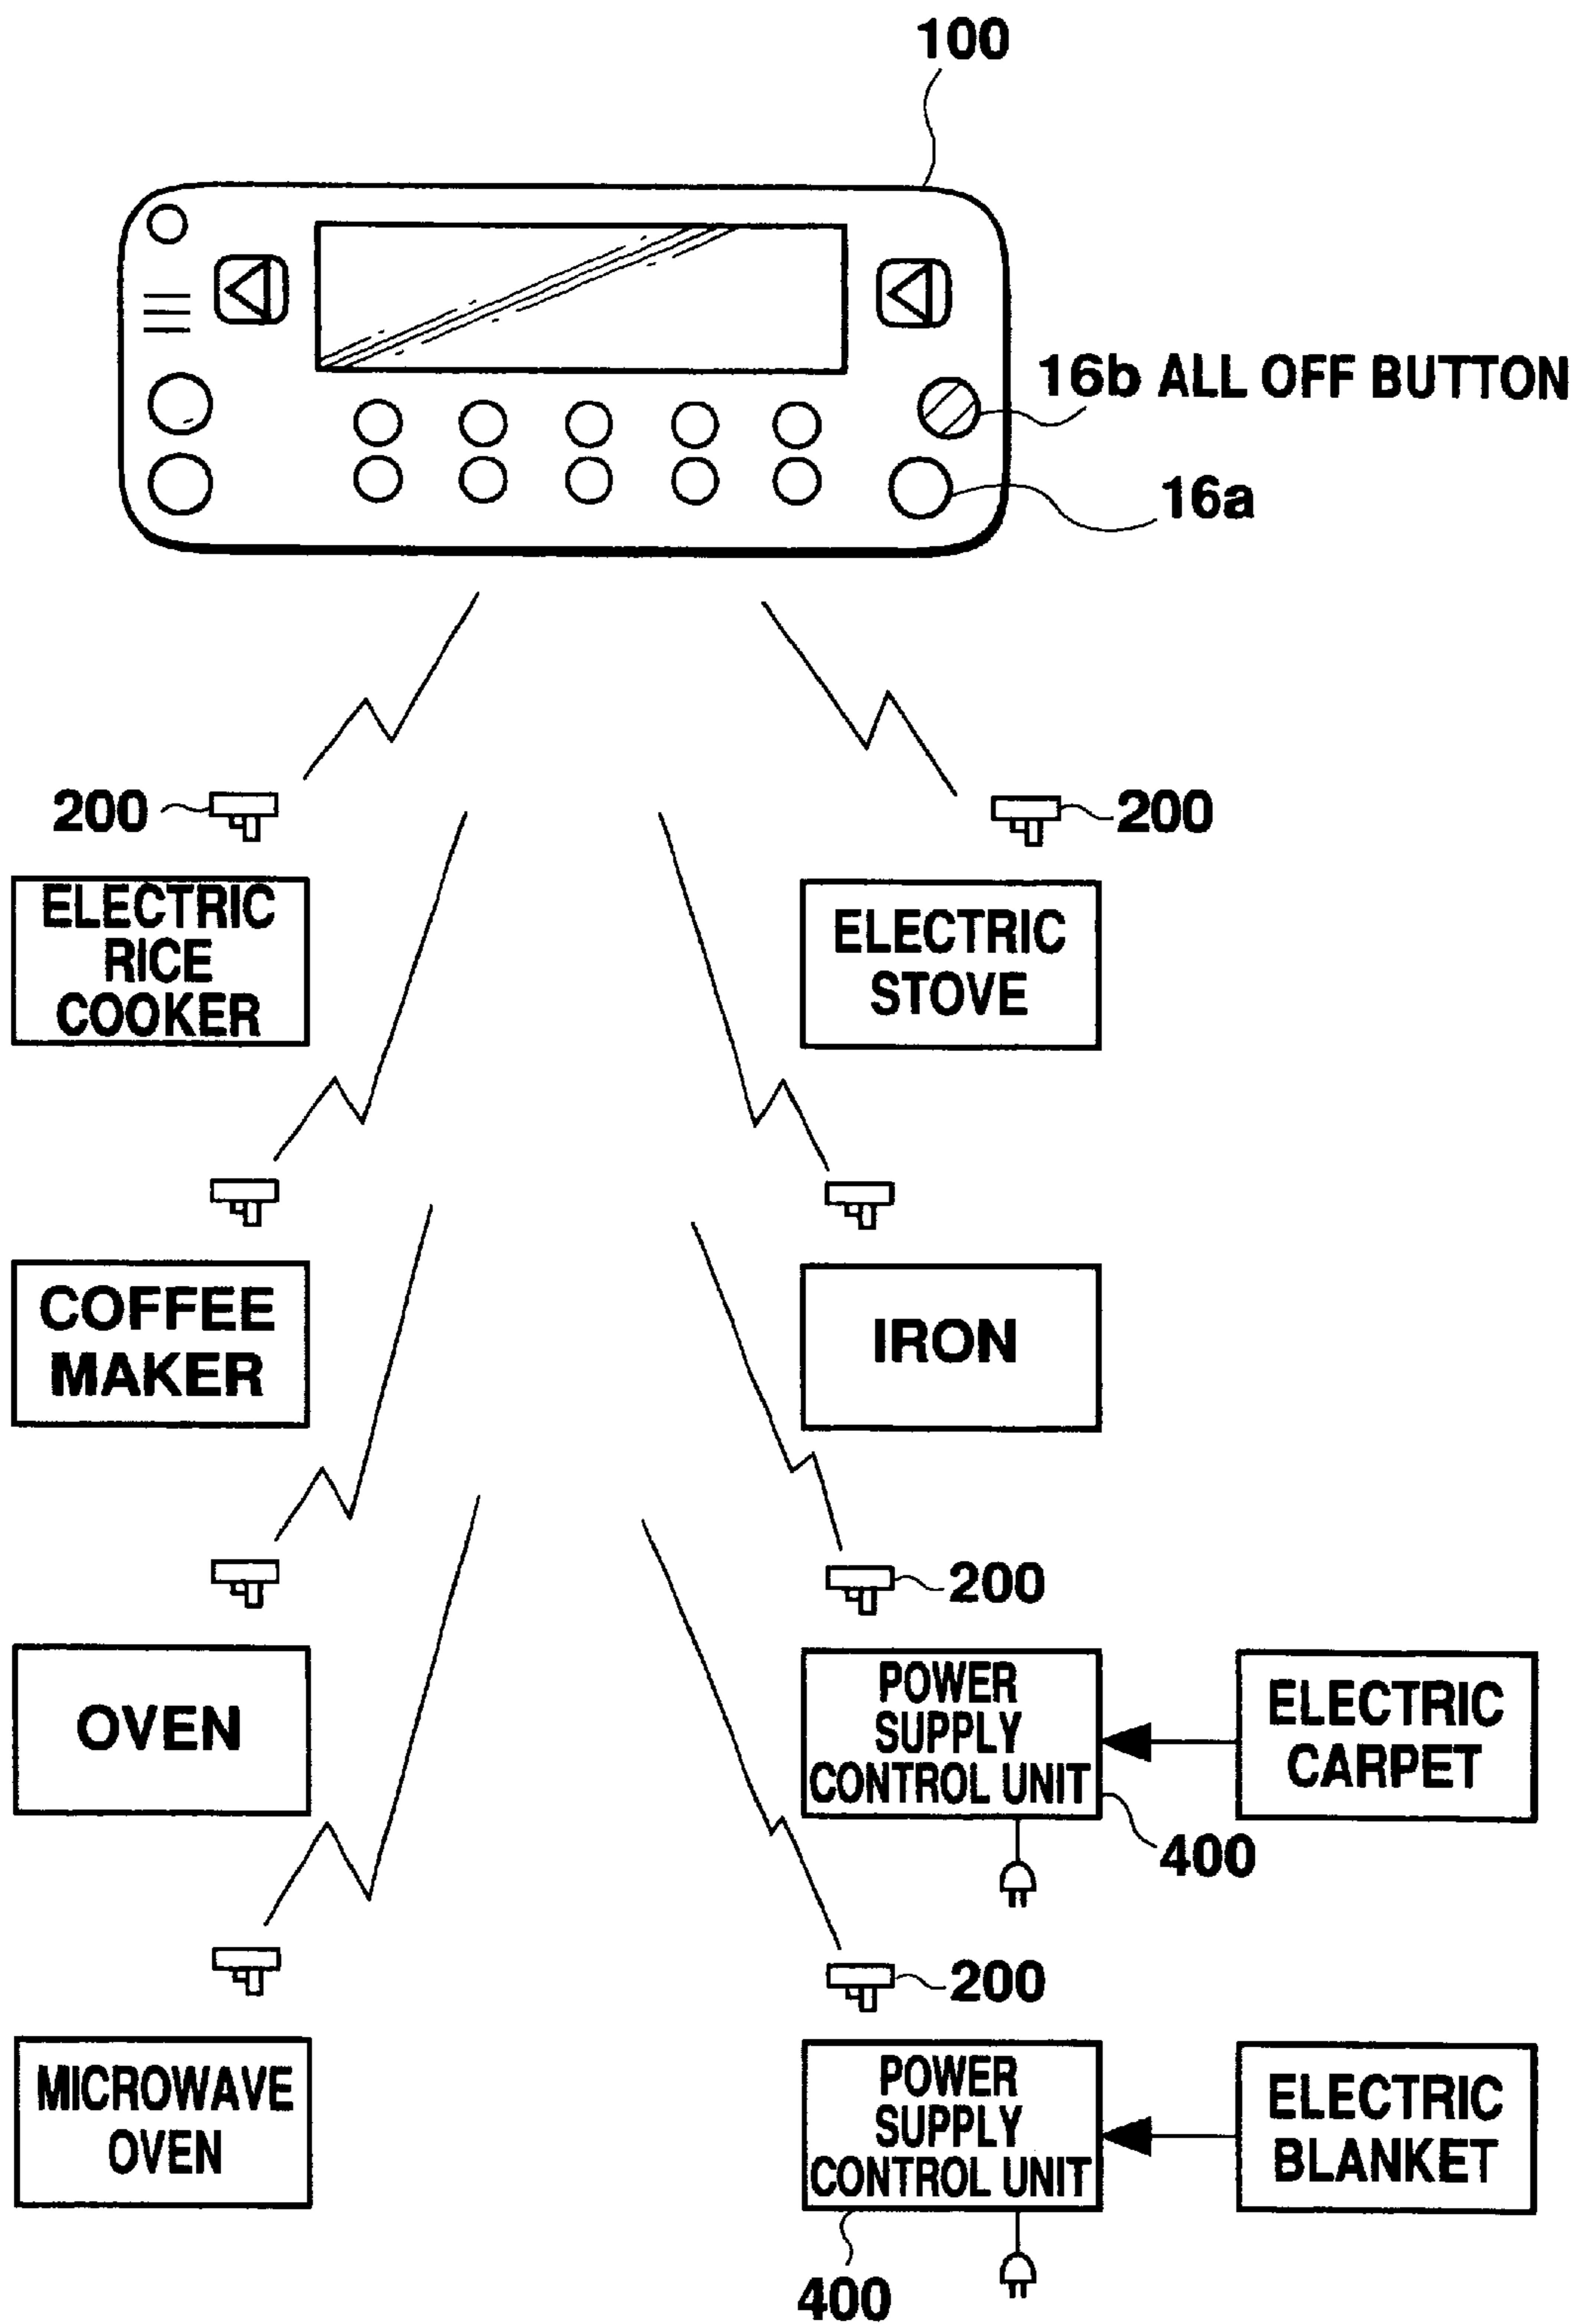 100
16b ALL OFF BUTTON
16a
200
200
ELECTRIC
RICE
COOKER
ELECTRIC
STOVE
COFFEE
MAKER
IRON
200
OVEN
POWER
SUPPLY
CONTROL UNIT
ELECTRIC
CARPET
400
200
MICROWAVE
OVEN
POWER
SUPPLY
CONTROL UNIT
ELECTRIC
BLANKET
400